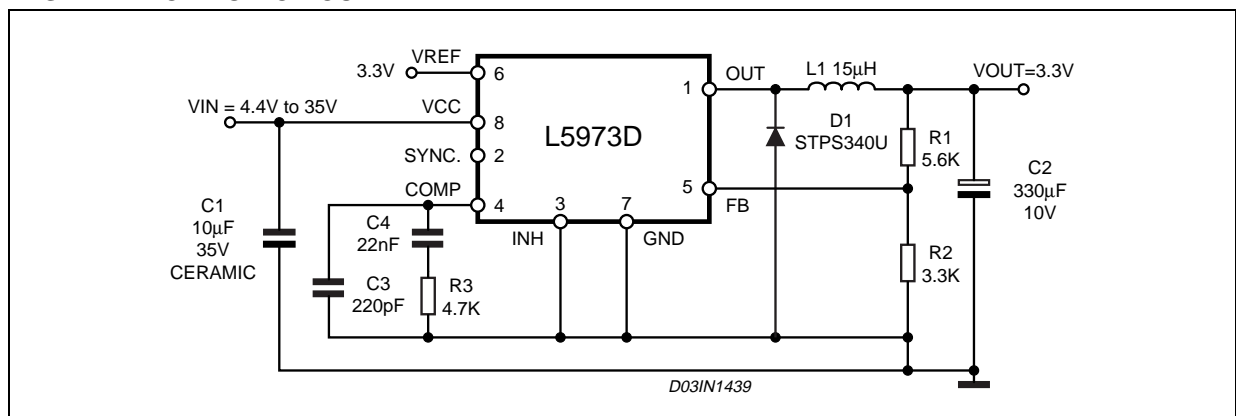 VREF
3.3V
6
VIN = 4.4V to 35V
VCC
8
SYNC.
2
COMP
4
L5973D
3
INH
7
GND
1
OUT
5
FB
L1 15µH
VOUT=3.3V
D1
STPS340U
R1
5.6K
R2
3.3K
C2
330µF
10V
C1
10µF
35V
CERAMIC
C4
22nF
C3
220pF
R3
4.7K
D03IN1439